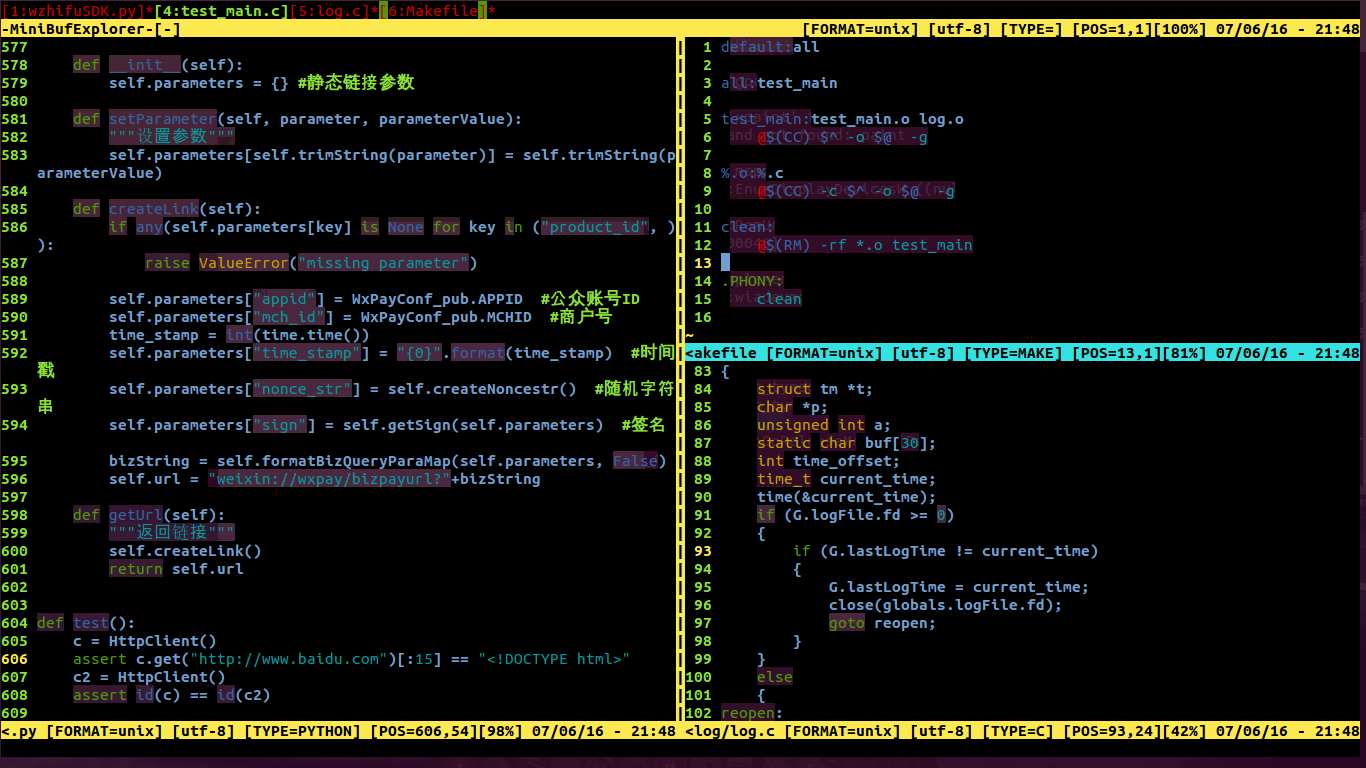 [1:wzhifuSDK.py]*[4:test_main.c][5:log.c]*[6:Makefile]*
-MiniBufExplorer-[-] [FORMAT=unix] [utf-8] [TYPE=] [POS=1,1][100%] 07/06/16 - 21:48
577
578     def __init__(self):
579         self.parameters = {} #静态链接参数
580
581     def setParameter(self, parameter, parameterValue):
582         """设置参数"""
583         self.parameters[self.trimString(parameter)] = self.trimString(p
arameterValue)
584
585     def createLink(self):
586         if any(self.parameters[key] is None for key in ("product_id", )
):
587             raise ValueError("missing parameter")
588
589         self.parameters["appid"] = WxPayConf_pub.APPID  #公众账号ID
590         self.parameters["mch_id"] = WxPayConf_pub.MCHID  #商户号
591         time_stamp = int(time.time())
592         self.parameters["time_stamp"] = "{0}".format(time_stamp)  #时间
戳
593         self.parameters["nonce_str"] = self.createNoncestr()  #随机字符
串
594         self.parameters["sign"] = self.getSign(self.parameters)  #签名
595         bizString = self.formatBizQueryParaMap(self.parameters, False)
596         self.url = "weixin://wxpay/bizpayurl?"+bizString
597
598     def getUrl(self):
599         """返回链接"""
600         self.createLink()
601         return self.url
602
603
604 def test():
605     c = HttpClient()
606     assert c.get("http://www.baidu.com")[:15] == "<!DOCTYPE html>"
607     c2 = HttpClient()
608     assert id(c) == id(c2)
609
<.py [FORMAT=unix] [utf-8] [TYPE=PYTHON] [POS=606,54][98%] 07/06/16 - 21:48
1 default:all
2
3 all:test_main
4
5 test_main:test_main.o log.o
6     @$(CC) $^ -o $@ -g
7
8 %.o:%.c
9     @$(CC) -c $^ -o $@ -g
10
11 clean:
12     @$(RM) -rf *.o test_main
13
14 .PHONY:
15     clean
16
~
<akefile [FORMAT=unix] [utf-8] [TYPE=MAKE] [POS=13,1][81%] 07/06/16 - 21:48
83 {
84     struct tm *t;
85     char *p;
86     unsigned int a;
87     static char buf[30];
88     int time_offset;
89     time_t current_time;
90     time(&current_time);
91     if (G.logFile.fd >= 0)
92     {
93         if (G.lastLogTime != current_time)
94         {
95             G.lastLogTime = current_time;
96             close(globals.logFile.fd);
97             goto reopen;
98         }
99     }
100     else
101     {
102 reopen:
<log/log.c [FORMAT=unix] [utf-8] [TYPE=C] [POS=93,24][42%] 07/06/16 - 21:48